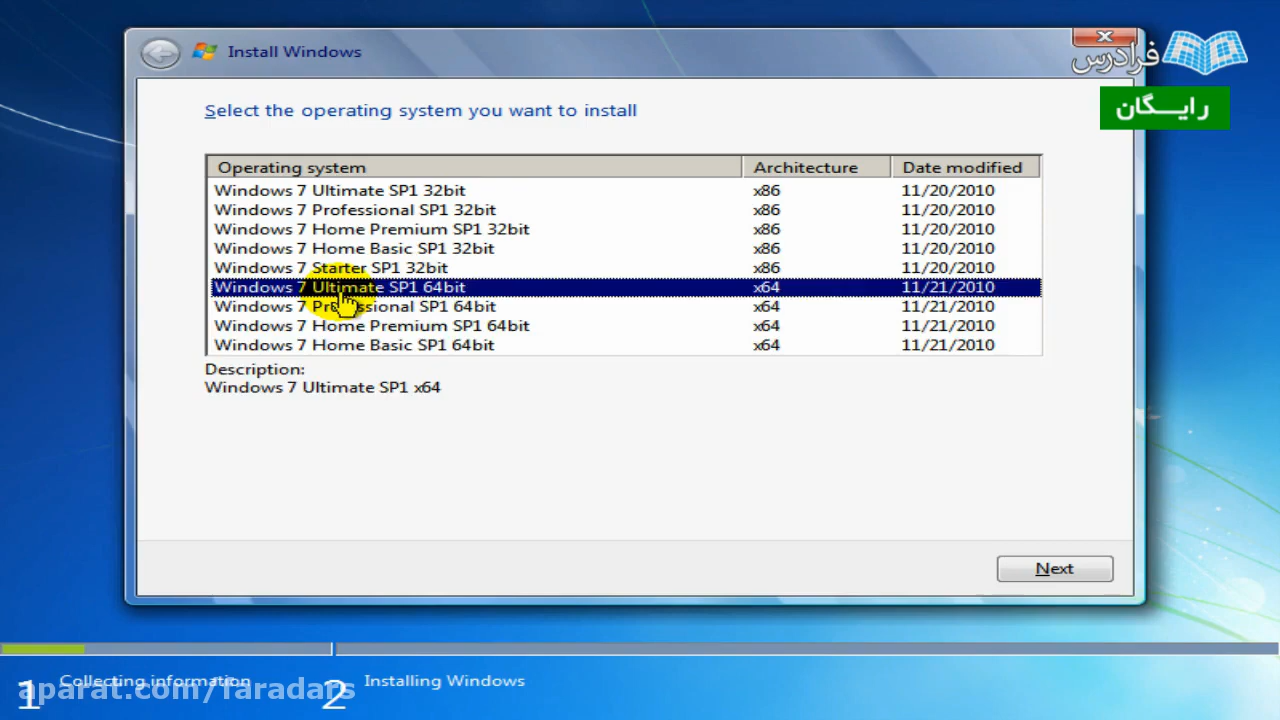 Install Windows
فرادرس
رایـــگان
Select the operating system you want to install
Operating system Architecture Date modified
Windows 7 Ultimate SP1 32bit x86 11/20/2010
Windows 7 Professional SP1 32bit x86 11/20/2010
Windows 7 Home Premium SP1 32bit x86 11/20/2010
Windows 7 Home Basic SP1 32bit x86 11/20/2010
Windows 7 Starter SP1 32bit x86 11/20/2010
Windows 7 Ultimate SP1 64bit x64 11/21/2010
Windows 7 Professional SP1 64bit x64 11/21/2010
Windows 7 Home Premium SP1 64bit x64 11/21/2010
Windows 7 Home Basic SP1 64bit x64 11/21/2010
Description:
Windows 7 Ultimate SP1 x64
Next
1 Collecting information 2 Installing Windows
aparat.com/faradars